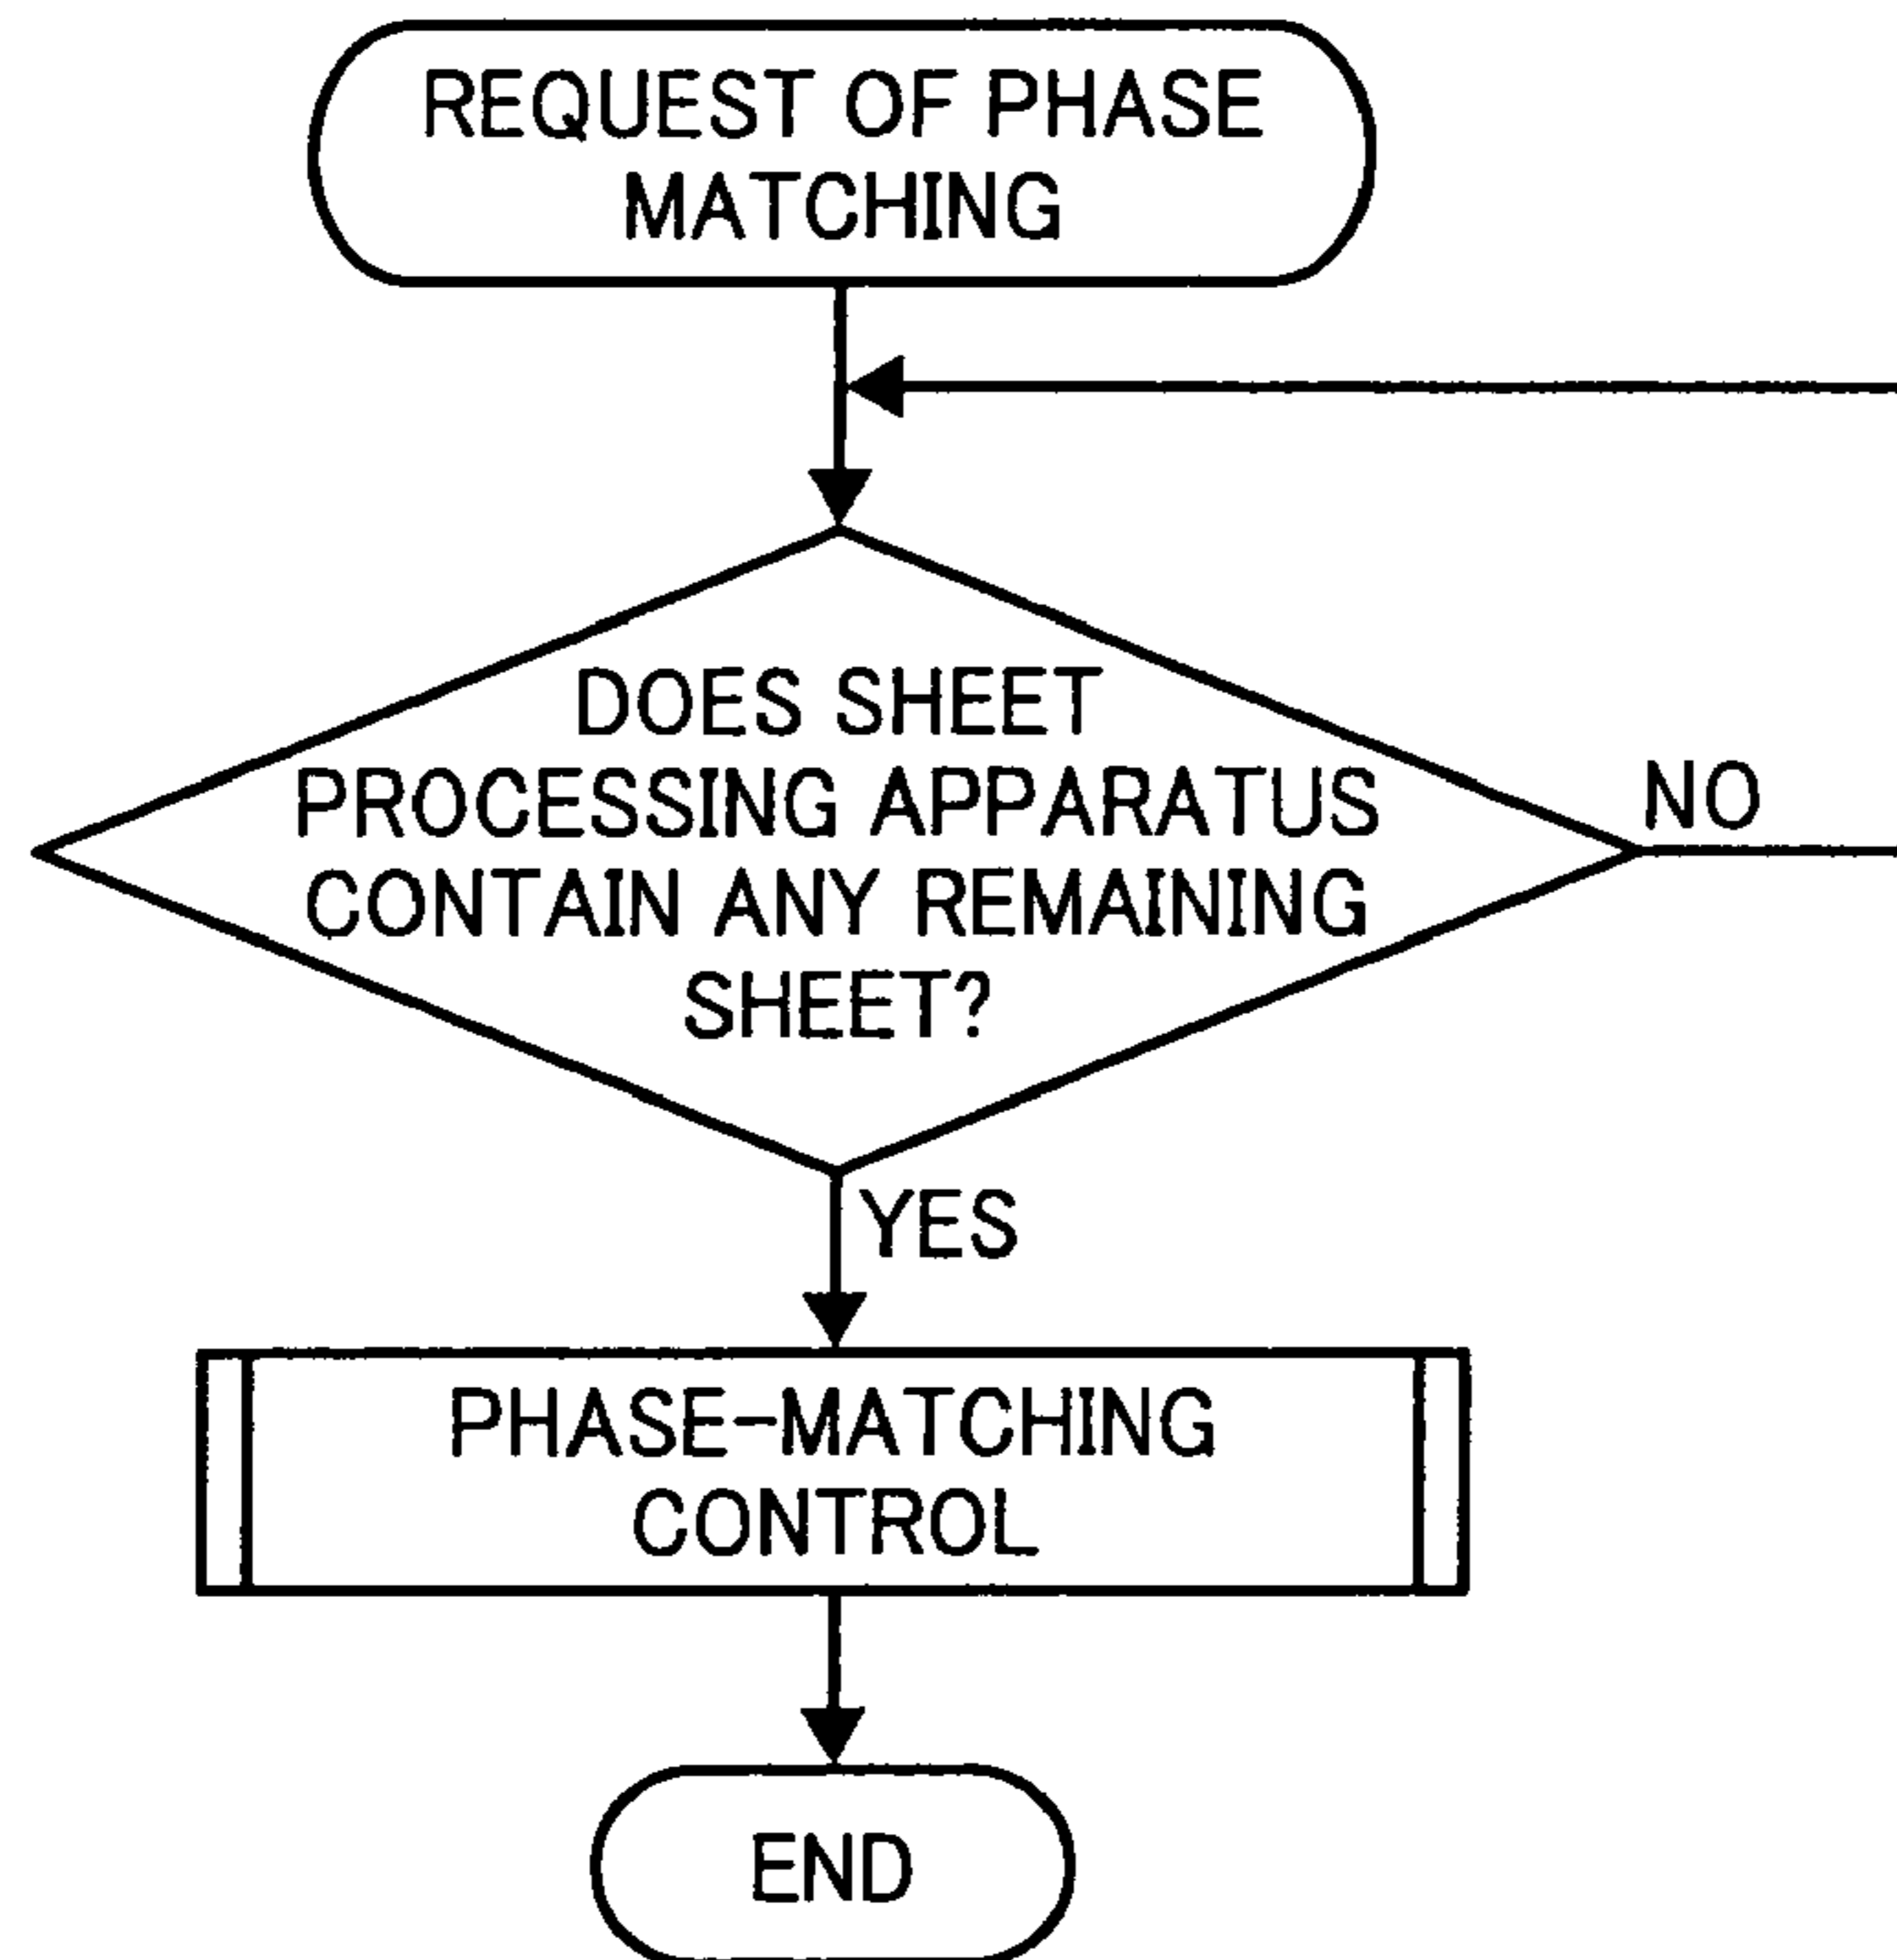 REQUEST OF PHASE
MATCHING
DOES SHEET
PROCESSING APPARATUS
CONTAIN ANY REMAINING
SHEET?
NO
YES
PHASE-MATCHING
CONTROL
END